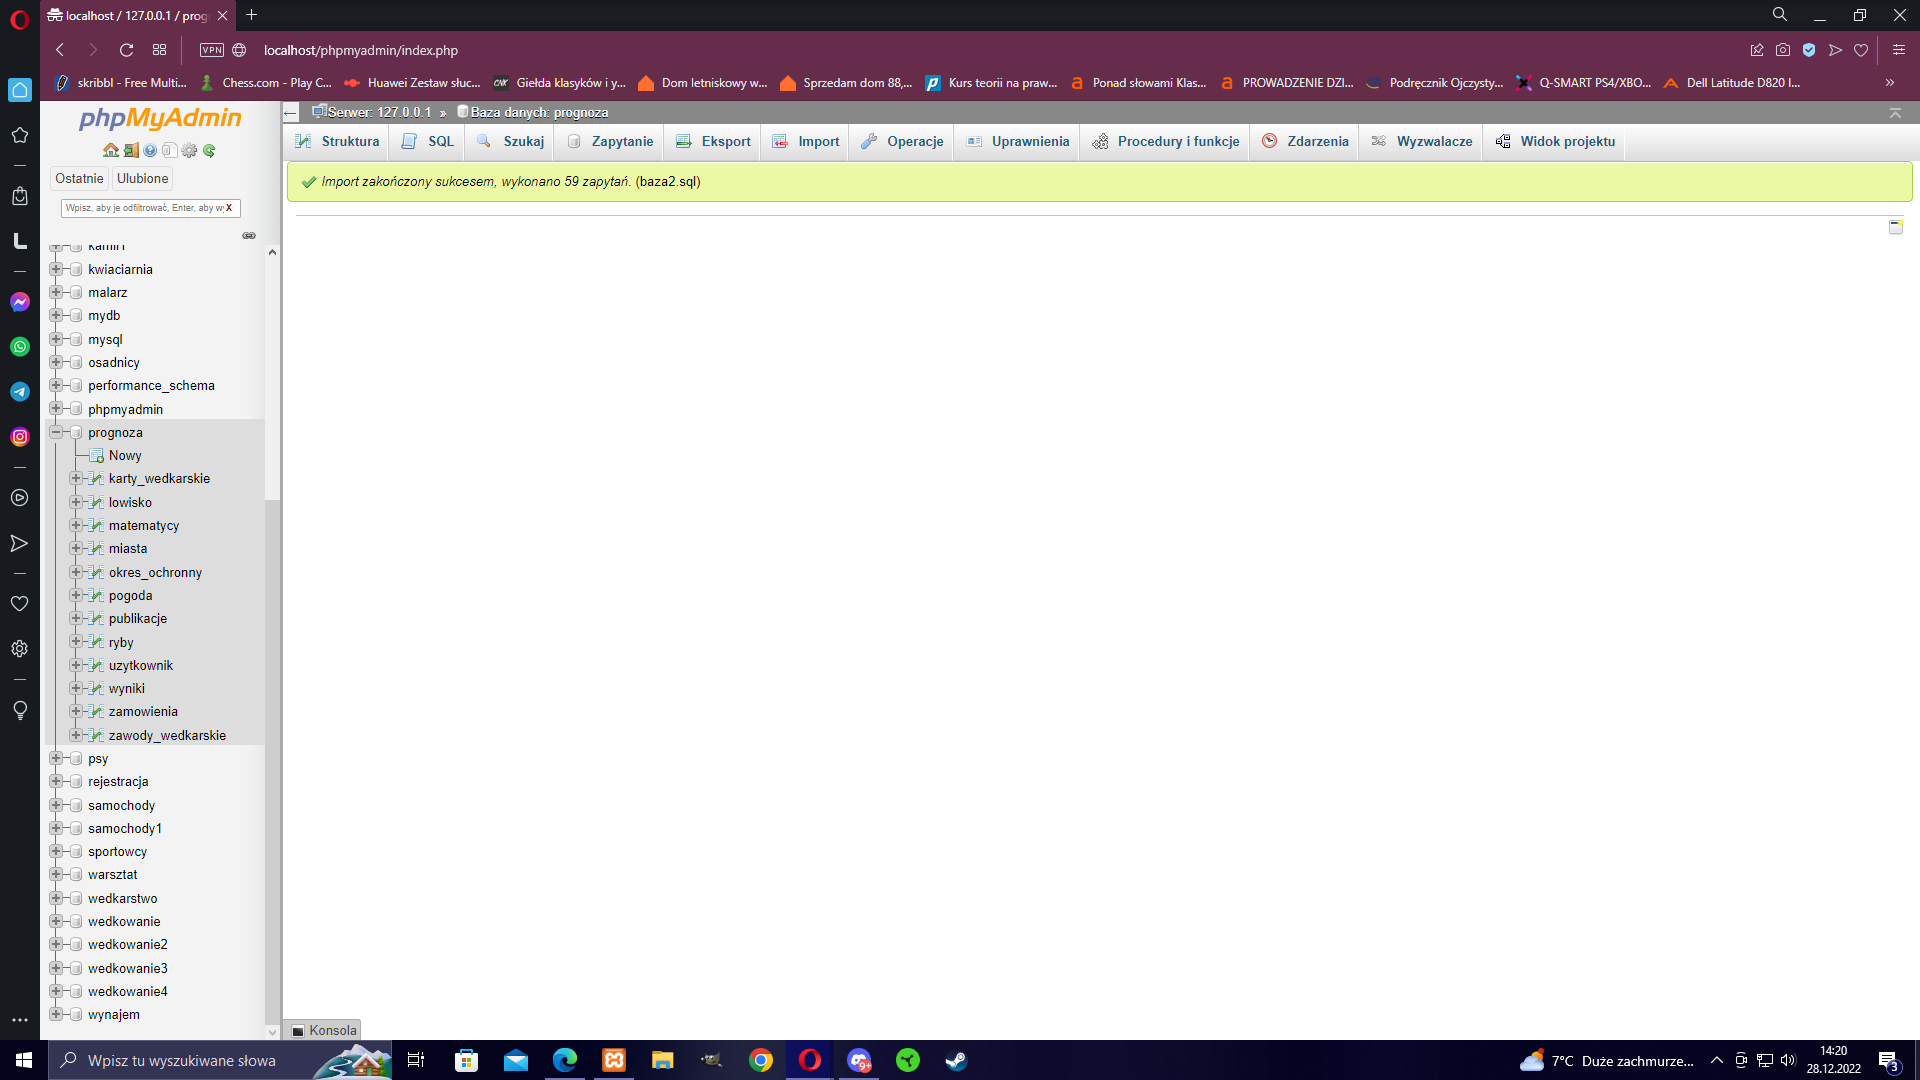 localhost / 127.0.0.1 / prog
VPN
localhost/phpmyadmin/index.php
skribbl - Free Multi...
Chess.com - Play C...
Huawei Zestaw słuc...
CNK
Giełda klasyków i y...
Dom letniskowy w...
Sprzedam dom 88,...
Kurs teorii na praw...
Ponad słowami Klas...
PROWADZENIE DZI...
Podręcznik Ojczysty...
Q-SMART PS4/XBO...
Dell Latitude D820 I...
»
phpMyAdmin
Serwer: 127.0.0.1 » Baza danych: prognoza
Struktura
SQL
Szukaj
Zapytanie
Eksport
Import
Operacje
Uprawnienia
Procedury i funkcje
Zdarzenia
Wyzwalacze
Widok projektu
Import zakończony sukcesem, wykonano 59 zapytań. (baza2.sql)
Ostatnie
Ulubione
Wpisz, aby je odfiltrować, Enter, aby wy X
kwiaciarnia
malarz
mydb
mysql
osadnicy
performance_schema
phpmyadmin
prognoza
Nowy
karty_wedkarskie
lowisko
matematycy
miasta
okres_ochronny
pogoda
publikacje
ryby
uzytkownik
wyniki
zamowienia
zawody_wedkarskie
psy
rejestracja
samochody
samochody1
sportowcy
warsztat
wedkarstwo
wedkowanie
wedkowanie2
wedkowanie3
wedkowanie4
wynajem
Konsola
Wpisz tu wyszukiwane słowa
9+
7°C Duże zachmurze...
14:20
28.12.2022
3